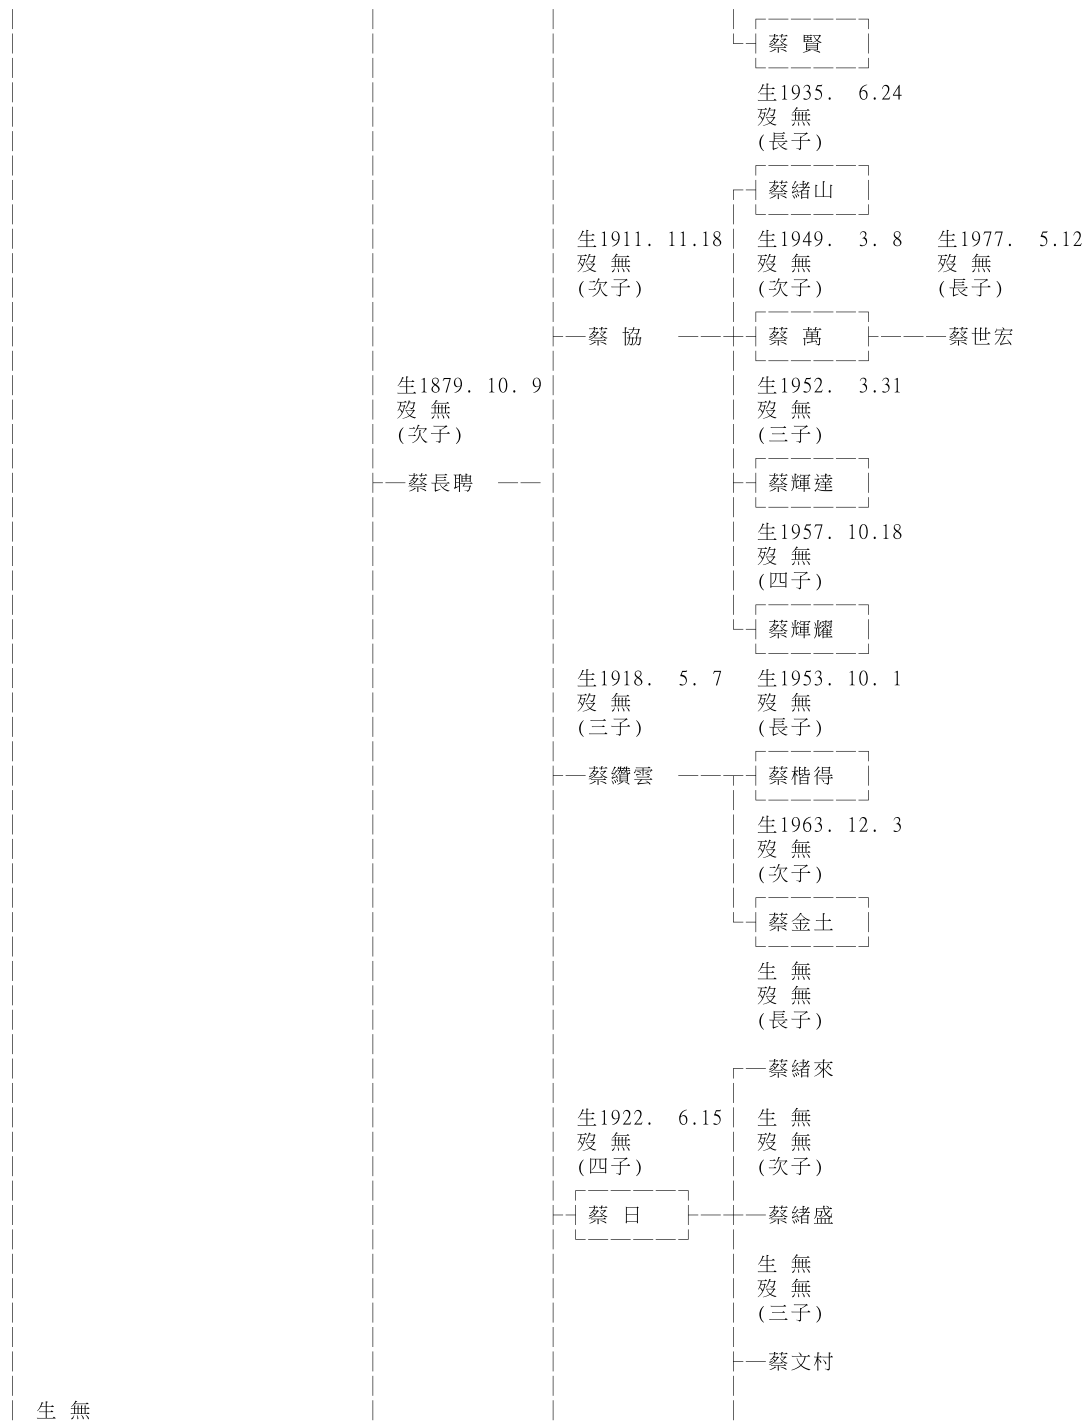 蔡 賢
生1935. 6.24
歿 無
(長子)
蔡緒山
生1911. 11.18 生1949. 3. 8 生1977. 5.12
歿 無 歿 無 歿 無
(次子) (次子) (長子)
蔡 協 蔡 萬 蔡世宏
生1879. 10. 9 生1952. 3.31
歿 無 歿 無
(次子) (三子)
蔡長聘 蔡輝達
生1957. 10.18
歿 無
(四子)
蔡輝耀
生1918. 5. 7 生1953. 10. 1
歿 無 歿 無
(三子) (長子)
蔡纘雲 蔡楷得
生1963. 12. 3
歿 無
(次子)
蔡金土
生 無
歿 無
(長子)
蔡緒來
生1922. 6.15 生 無
歿 無 歿 無
(四子) (次子)
蔡 日 蔡緒盛
生 無
歿 無
(三子)
蔡文村
生 無